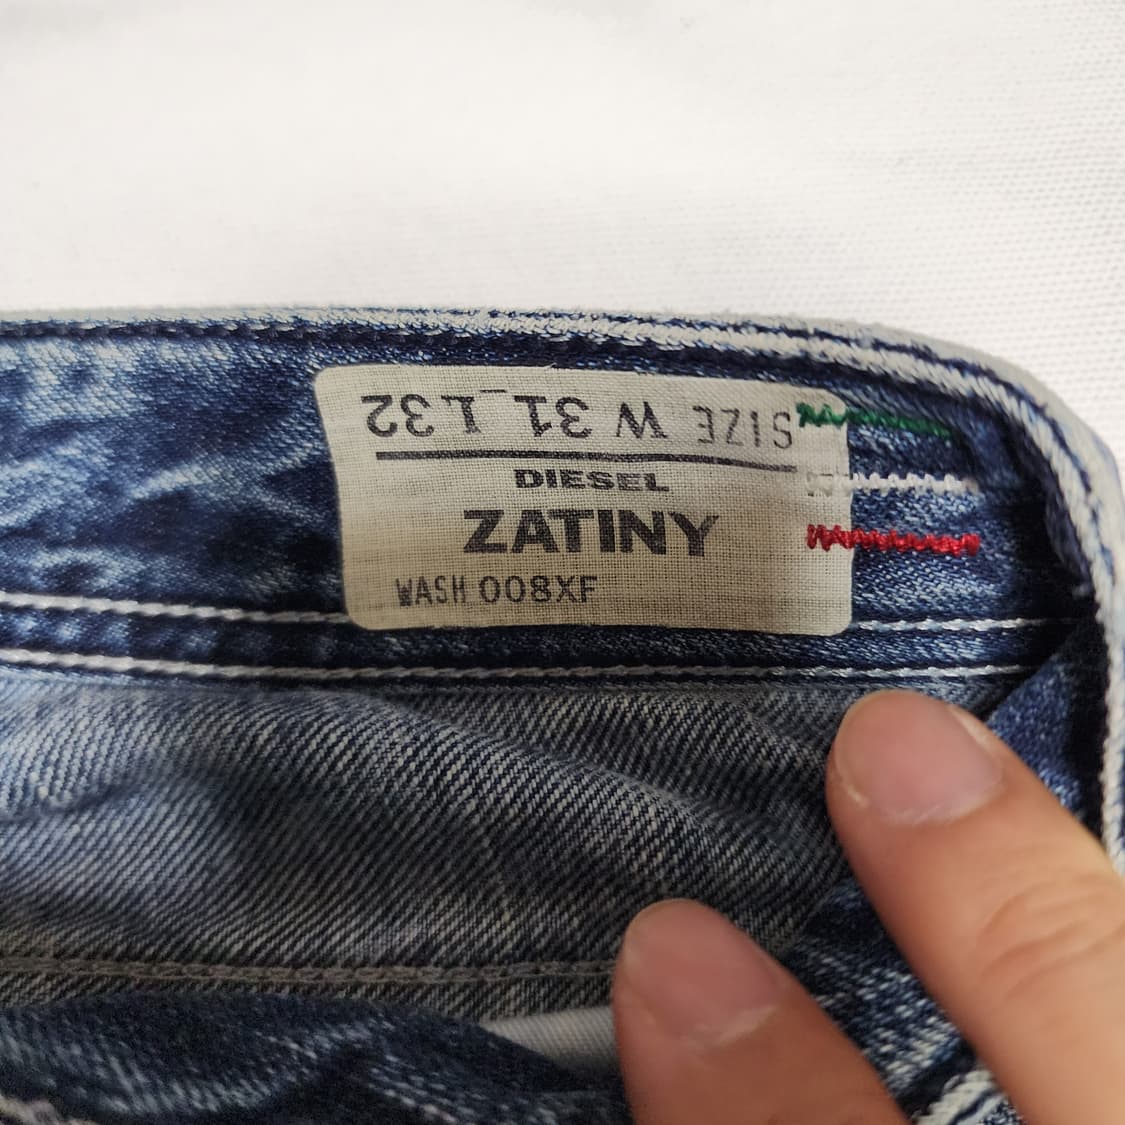 SIZE W 31 L 32
DIESEL
ZATINY
WASH 008XF